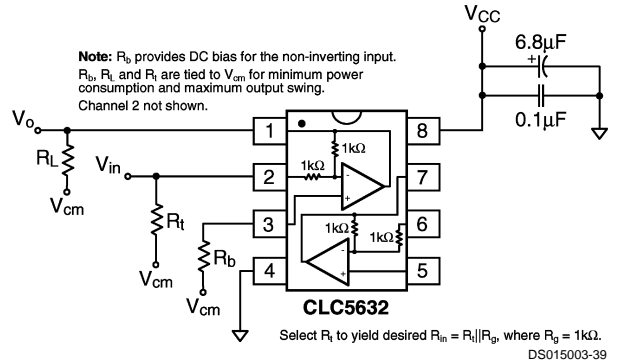 V_CC
6.8µF
+
0.1µF
Note: R_b provides DC bias for the non-inverting input.
R_b, R_L and R_t are tied to V_cm for minimum power
consumption and maximum output swing.
Channel 2 not shown.
V_o
1
8
R_L
V_cm
1kΩ
V_in
2
1kΩ
-
+
7
R_t
V_cm
3
1kΩ
1kΩ
6
R_b
V_cm
4
-
+
5
CLC5632
Select R_t to yield desired R_in = R_t||R_g, where R_g = 1kΩ.
DS015003-39